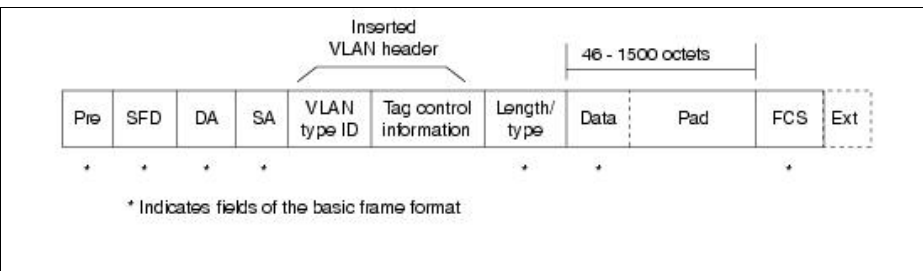 Inserted
VLAN header
46 - 1500 octets
Pre SFD DA SA VLAN type ID Tag control information Length/ type Data Pad FCS Ext
* * * * * * *
* Indicates fields of the basic frame format